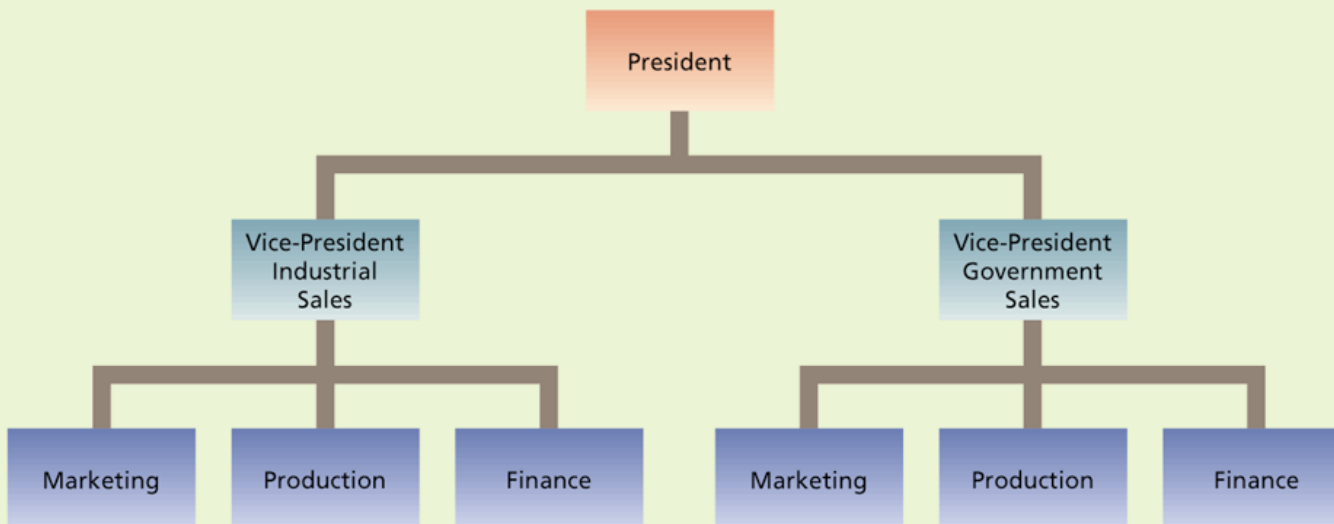 President
Vice-President
Industrial
Sales
Vice-President
Government
Sales
Marketing
Production
Finance
Marketing
Production
Finance